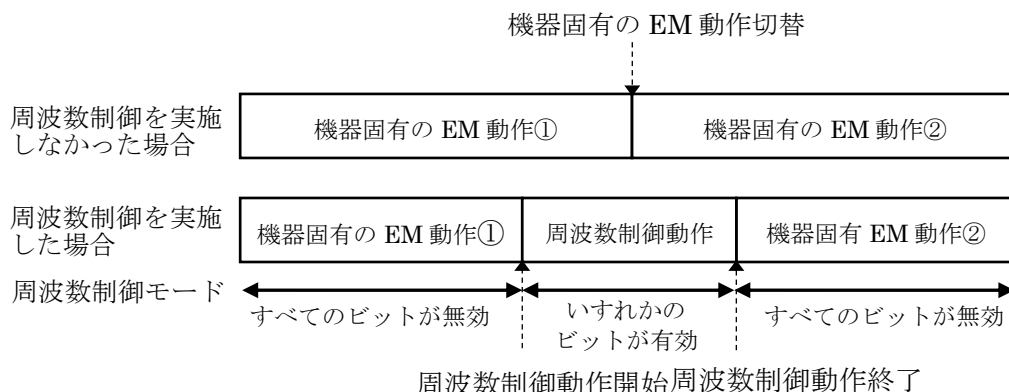 機器固有の EM 動作切替
周波数制御を実施
しなかった場合
機器固有の EM 動作①
機器固有の EM 動作②
周波数制御を実施
した場合
機器固有の EM 動作①
周波数制御動作
機器固有 EM 動作②
周波数制御モード
すべてのビットが無効
いすれかの
ビットが有効
すべてのビットが無効
周波数制御動作開始
周波数制御動作終了